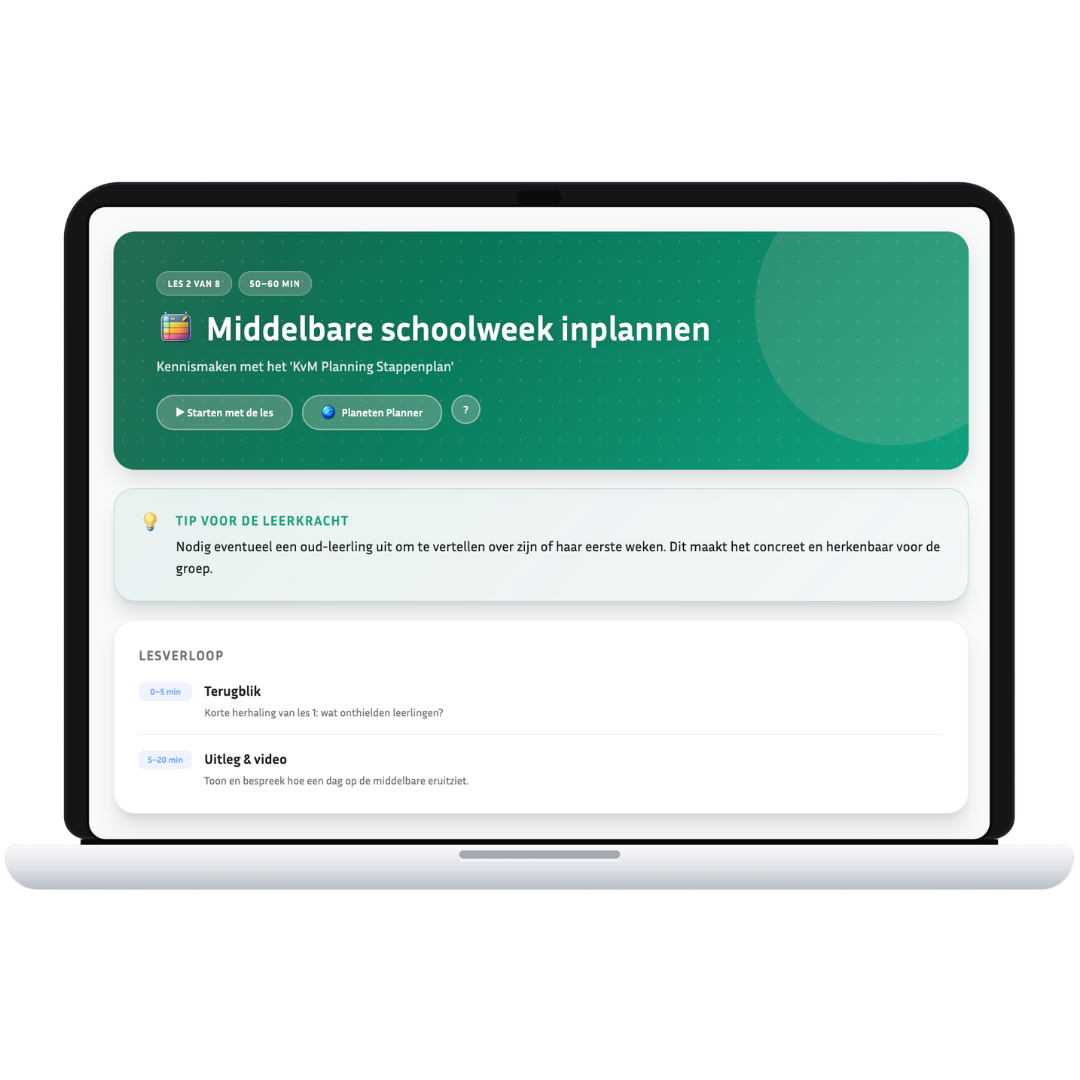 LES 2 VAN 8
50–60 MIN
Middelbare schoolweek inplannen
Kennismaken met het 'KvM Planning Stappenplan'
▶ Starten met de les
Planeten Planner
?
TIP VOOR DE LEERKRACHT
Nodig eventueel een oud-leerling uit om te vertellen over zijn of haar eerste weken. Dit maakt het concreet en herkenbaar voor de
groep.
LESVERLOOP
0–5 min
Terugblik
Korte herhaling van les 1: wat onthielden leerlingen?
5–20 min
Uitleg & video
Toon en bespreek hoe een dag op de middelbare eruitziet.